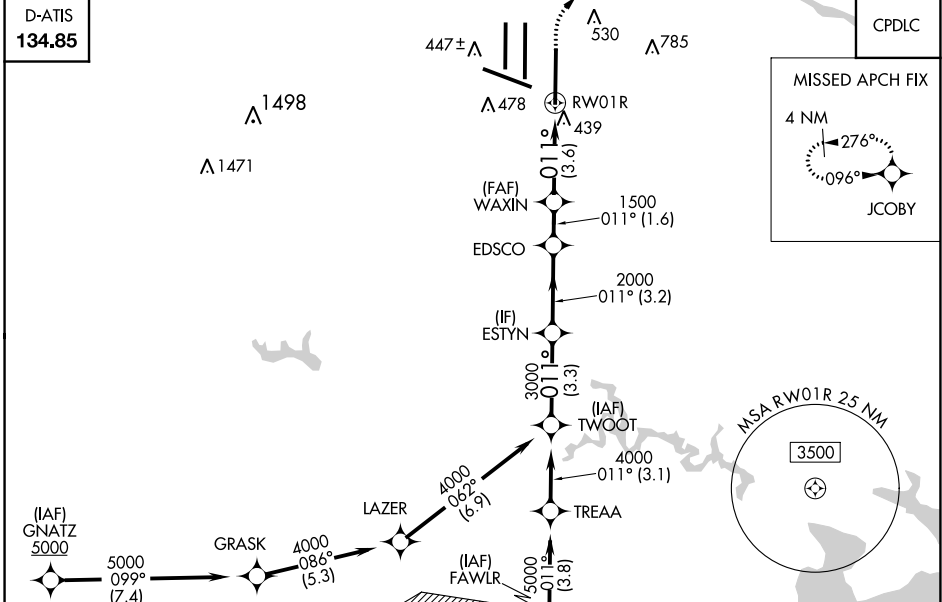 D-ATIS
134.85
CPDLC
447±
530
785
MISSED APCH FIX
4 NM
276°
096°
JCOBY
1498
1471
478
RW01R
439
011°
(3.6)
(FAF)
WAXIN
1500
011° (1.6)
EDSCO
2000
011° (3.2)
(IF)
ESTYN
3000
011°
(3.3)
(IAF)
TWOOT
MSA RW01R 25 NM
3500
4000
011° (3.1)
4000
062°
(6.9)
LAZER
TREAA
(IAF)
GNATZ
5000
5000
099°
(7.4)
GRASK
4000
086°
(5.3)
(IAF)
FAWLR
5000
011°
(3.8)